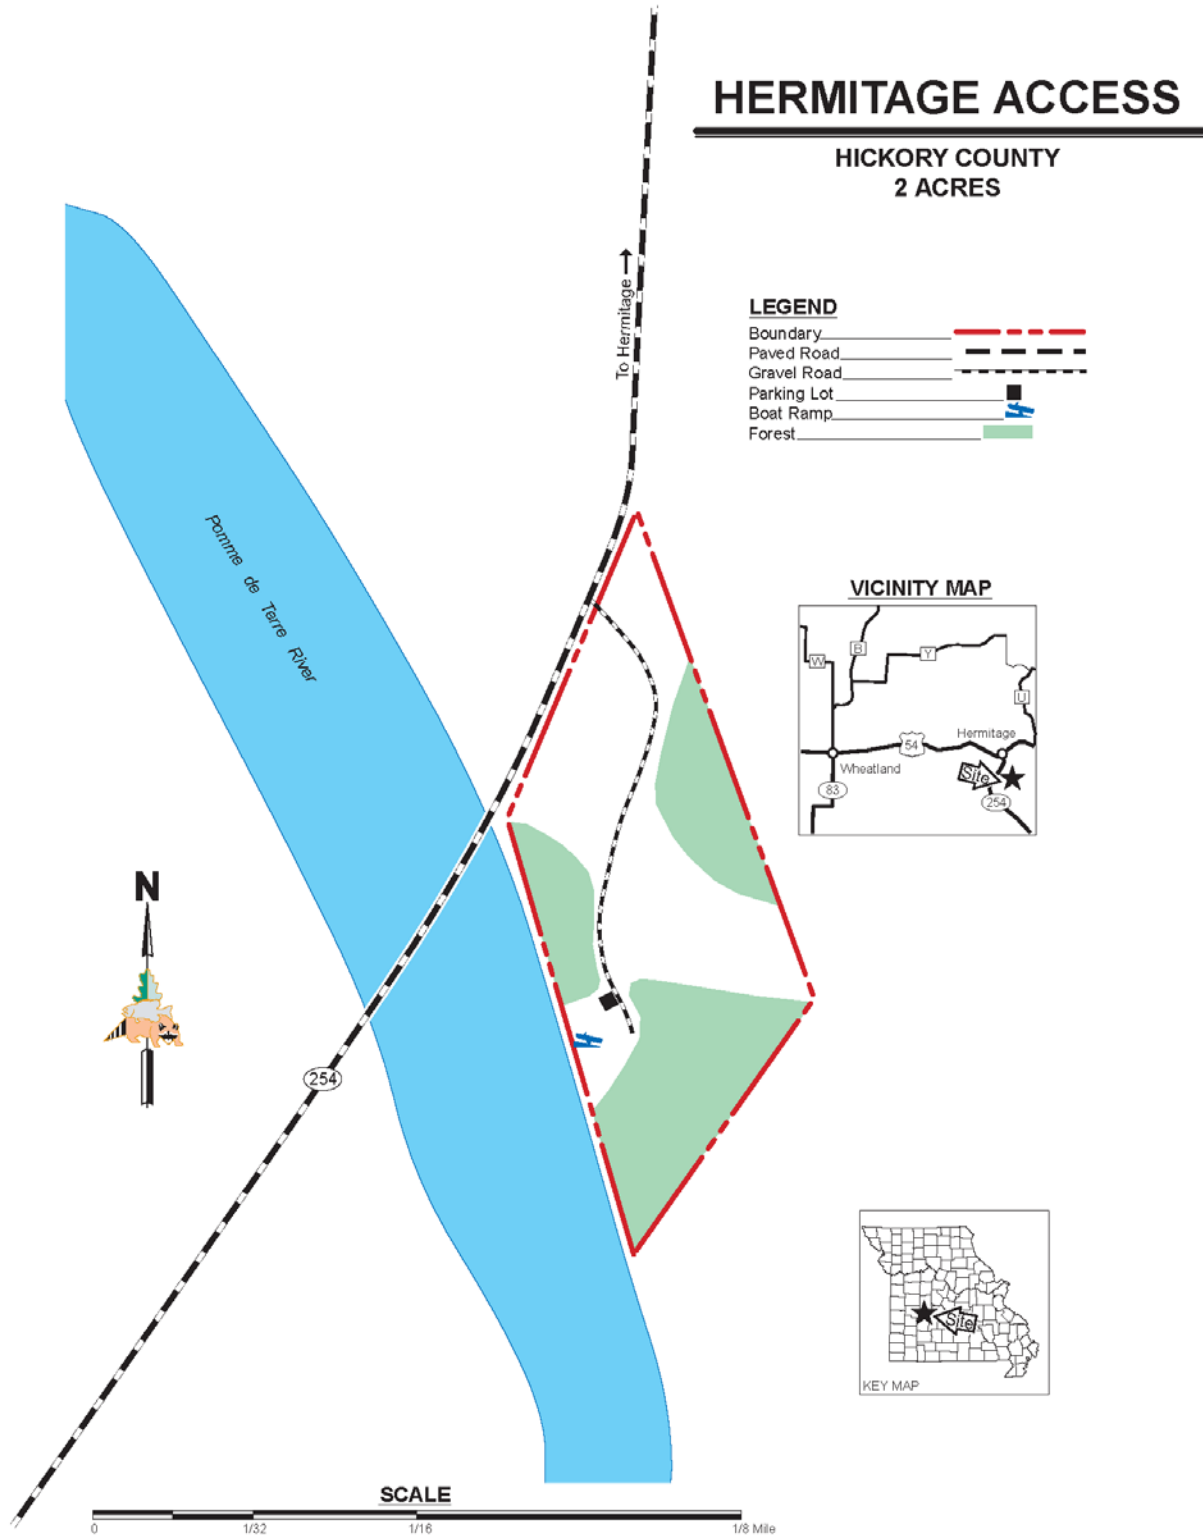 HERMITAGE ACCESS
HICKORY COUNTY
2 ACRES
To Hermitage
LEGEND
Boundary
Paved Road
Gravel Road
Parking Lot
Boat Ramp
Forest
Pomme de Terre River
VICINITY MAP
B
W
Y
U
54
Hermitage
Wheatland
Site
83
254
N
254
Site
KEY MAP
SCALE
0 1/32 1/16 1/8 Mile